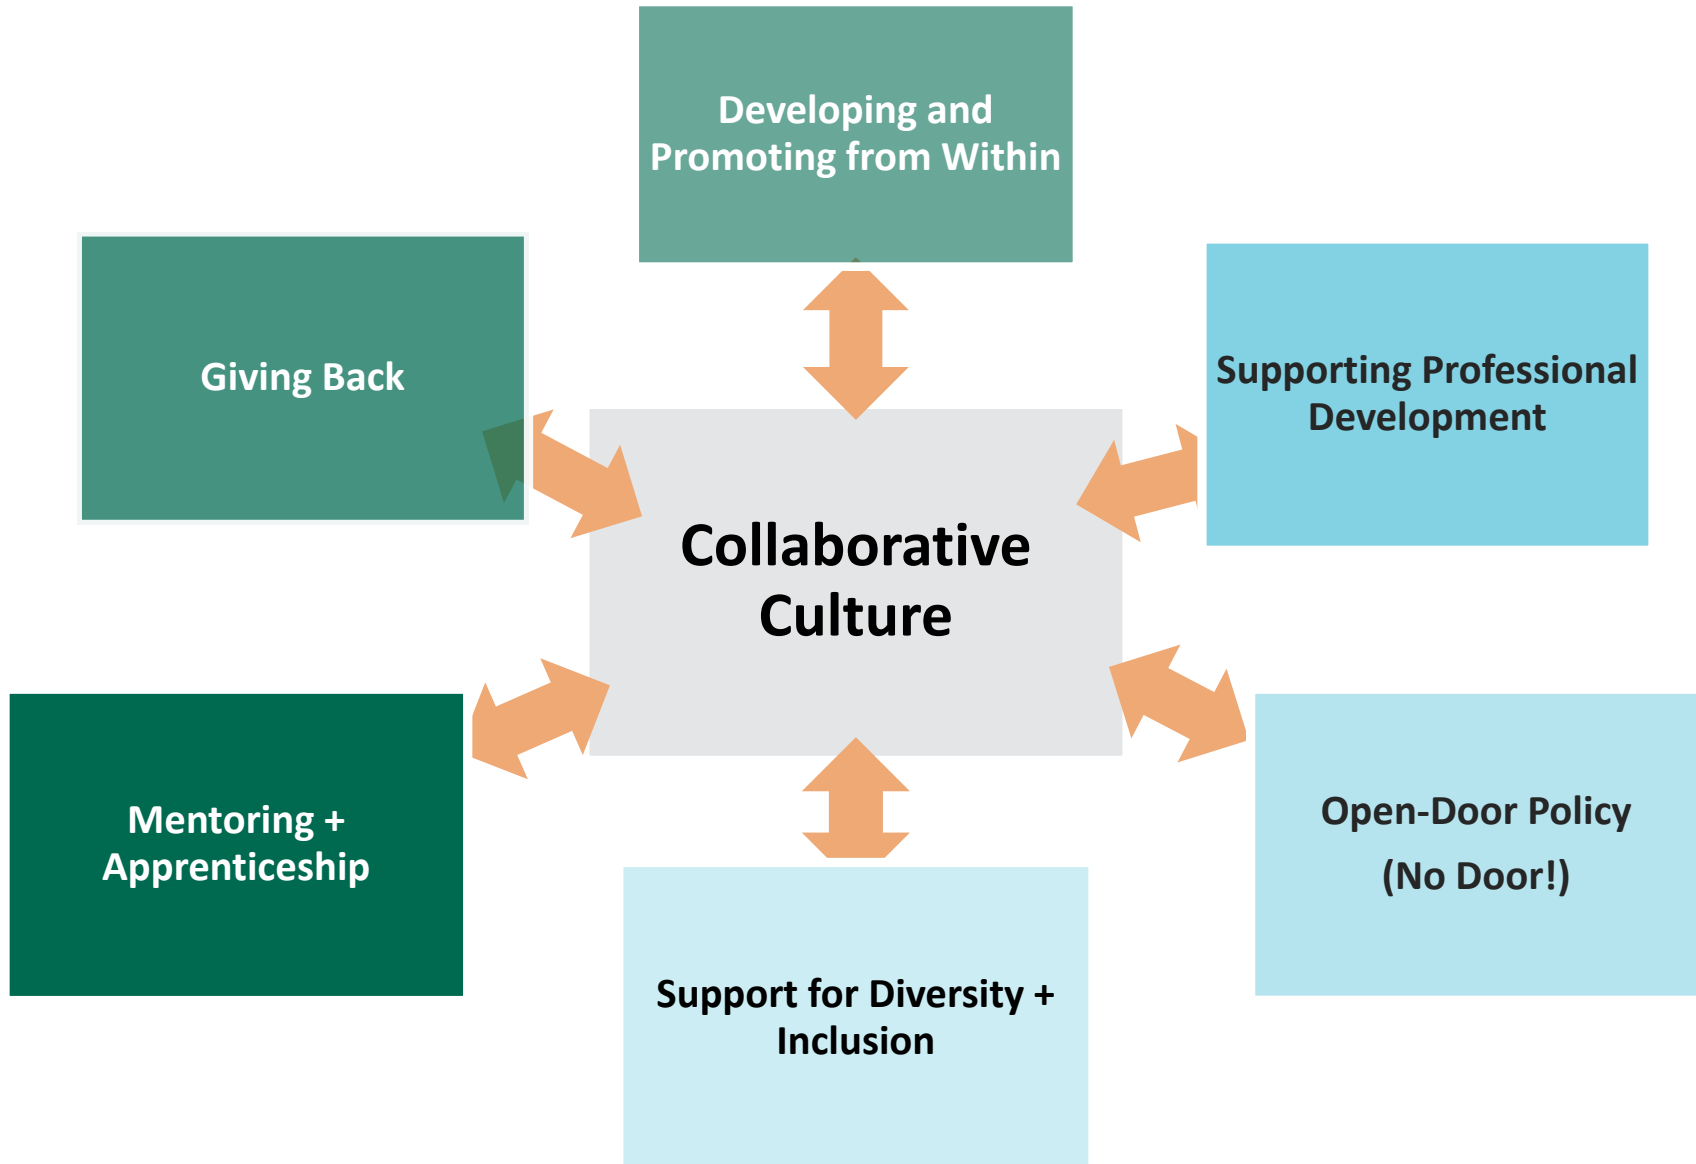 Developing and
Promoting from Within
Giving Back
Supporting Professional
Development
Collaborative
Culture
Mentoring +
Apprenticeship
Open-Door Policy
(No Door!)
Support for Diversity +
Inclusion